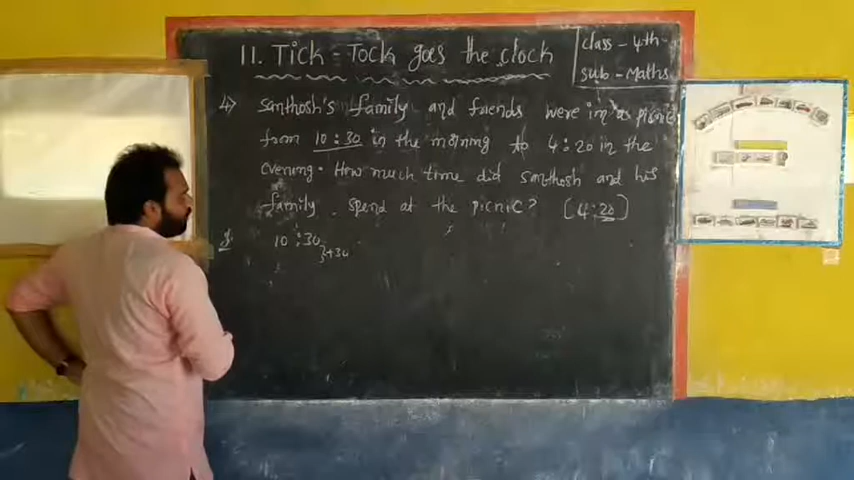 11. Tick - Tock goes the clock
Class - 4th
Sub - Maths
4) Santhosh's family and friends were in a picnic
from 10:30 in the morning to 4:20 in the
evening. How much time did Santhosh and his
family spend at the picnic? [4:20]
10:30
}+30